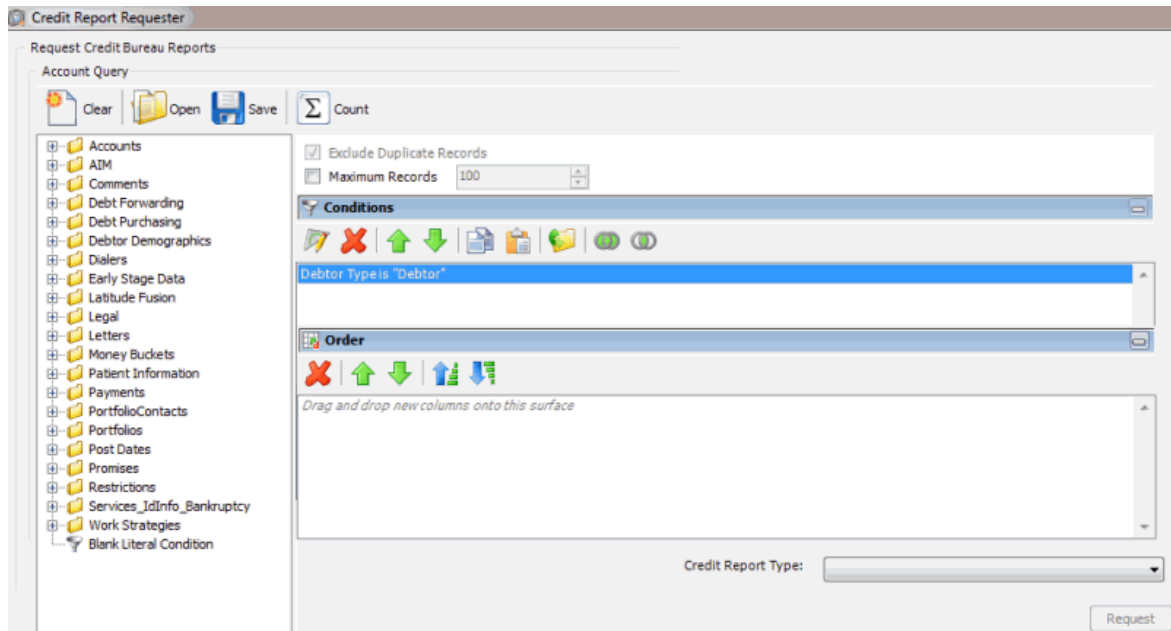 Credit Report Requester
Request Credit Bureau Reports
Account Query
Clear Open Save Σ Count
Accounts
AIM
Comments
Debt Forwarding
Debt Purchasing
Debtor Demographics
Dialers
Early Stage Data
Latitude Fusion
Legal
Letters
Money Buckets
Patient Information
Payments
PortfolioContacts
Portfolios
Post Dates
Promises
Restrictions
Services_IdInfo_Bankruptcy
Work Strategies
Blank Literal Condition
Exclude Duplicate Records
Maximum Records 100
Conditions
Debtor Type is "Debtor"
Order
Drag and drop new columns onto this surface
Credit Report Type:
Request